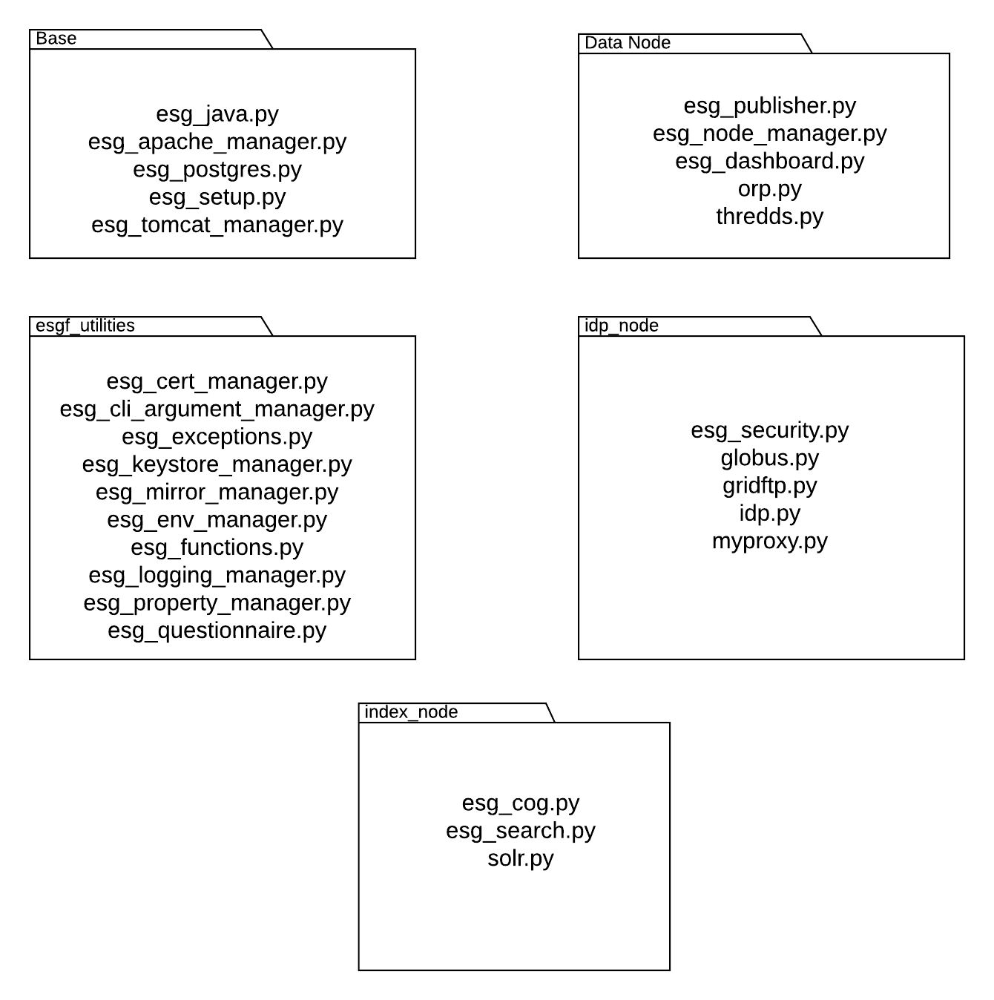 Base
esg_java.py
esg_apache_manager.py
esg_postgres.py
esg_setup.py
esg_tomcat_manager.py
Data Node
esg_publisher.py
esg_node_manager.py
esg_dashboard.py
orp.py
thredds.py
esgf_utilities
esg_cert_manager.py
esg_cli_argument_manager.py
esg_exceptions.py
esg_keystore_manager.py
esg_mirror_manager.py
esg_env_manager.py
esg_functions.py
esg_logging_manager.py
esg_property_manager.py
esg_questionnaire.py
idp_node
esg_security.py
globus.py
gridftp.py
idp.py
myproxy.py
index_node
esg_cog.py
esg_search.py
solr.py